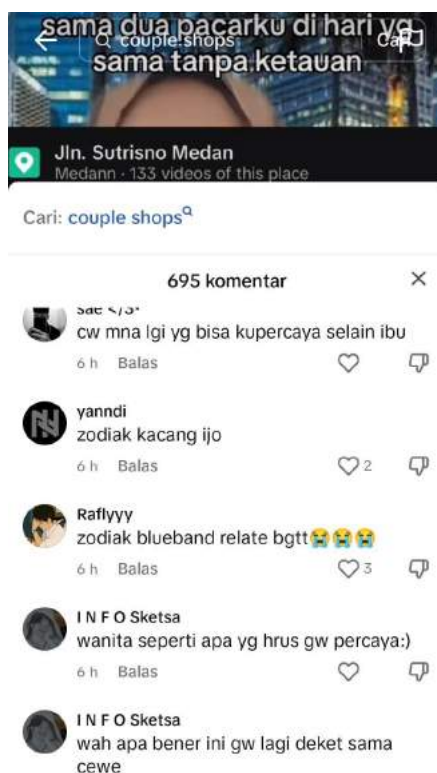 sama dua pacarku di hari yg
couple.shops
Cari
sama tanpa ketauan
Jln. Sutrisno Medan
Medann · 133 videos of this place
Cari: couple shops
695 komentar
sae </3
cw mna lgi yg bisa kupercaya selain ibu
6 h Balas
yanndi
zodiak kacang ijo
6 h Balas 2
Raflyyy
zodiak blueband relate bgtt😭😭😭
6 h Balas 3
I N F O Sketsa
wanita seperti apa yg hrus gw percaya:)
6 h Balas
I N F O Sketsa
wah apa bener ini gw lagi deket sama
cewe